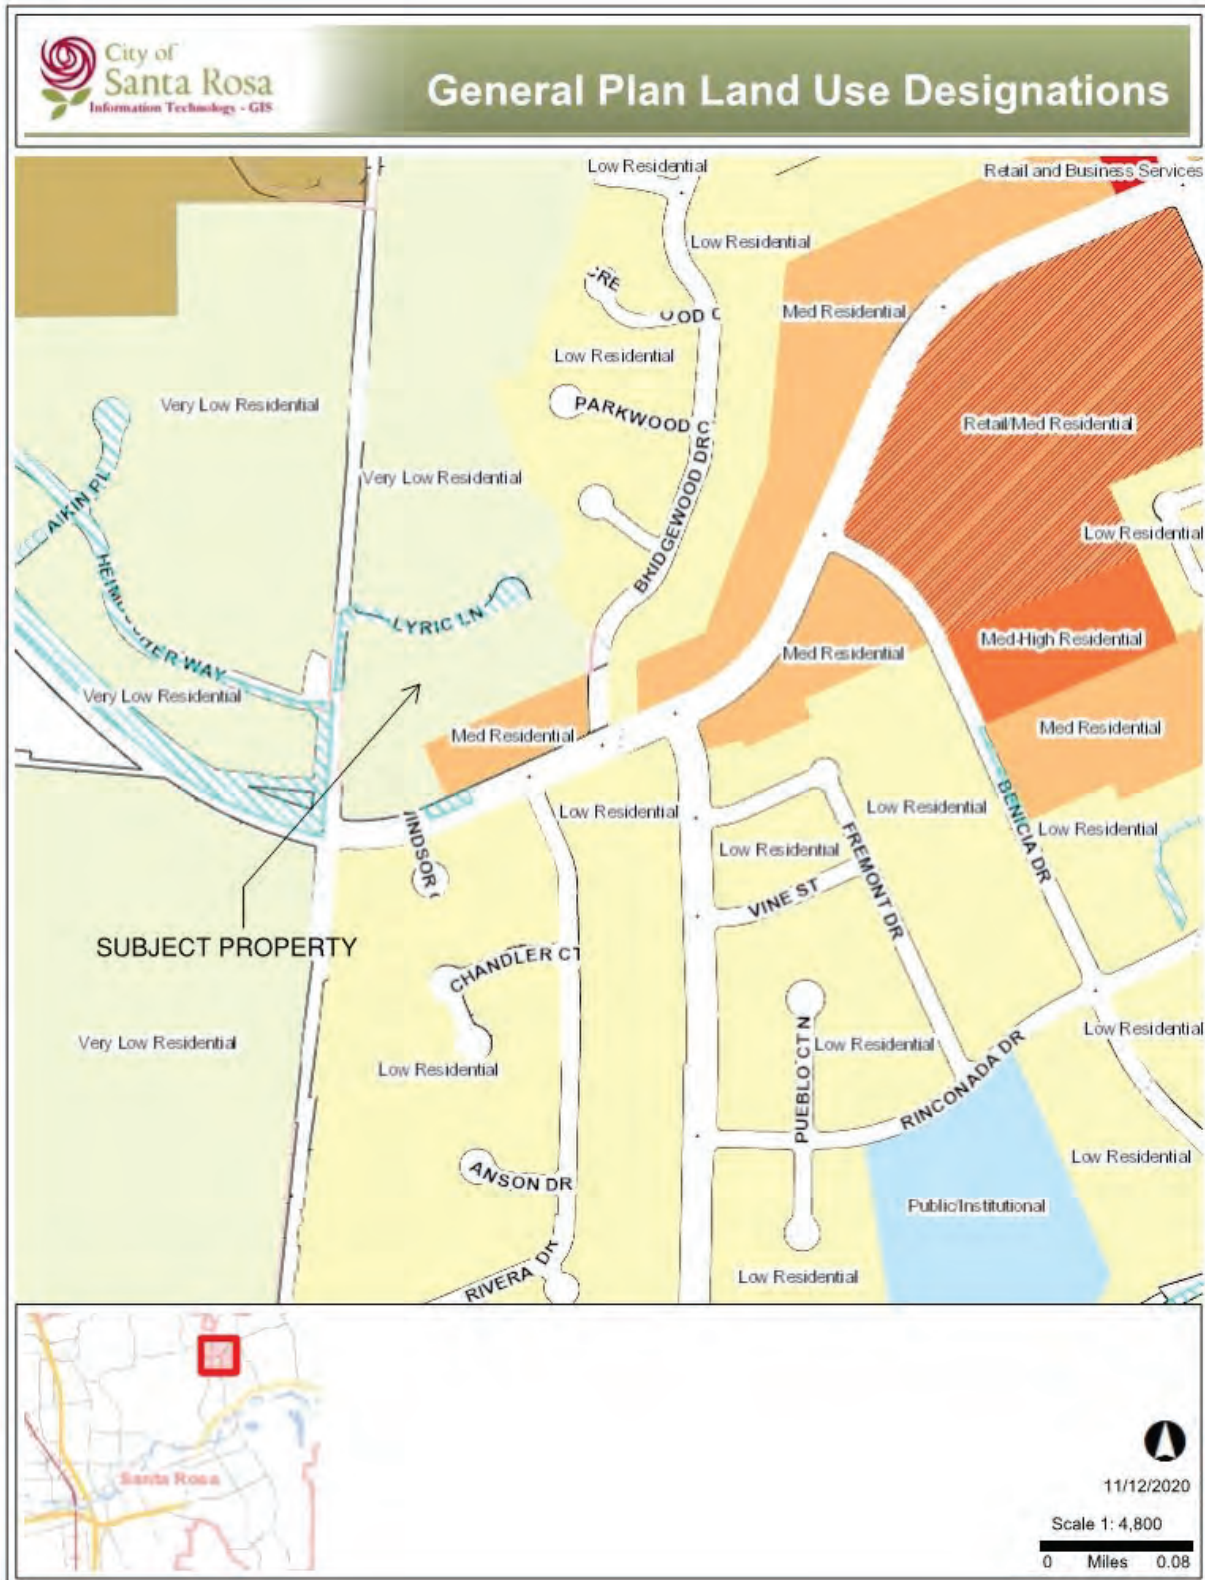 City of
Santa Rosa
Information Technology - GIS
General Plan Land Use Designations
Low Residential
Retail and Business Services
Low Residential
CRE
OOD C
Med Residential
Low Residential
Very Low Residential
PARKWOOD C
Retail/Med Residential
Very Low Residential
AIKIN PL
BRIDGEWOOD DR
Low Residential
LYRIC LN
Med-High Residential
Med Residential
WAY
Very Low Residential
Med Residential
Med Residential
BENICIA DR
Low Residential
Low Residential
INDSOR
Low Residential
Low Residential
FREMONT DR
VINE ST
SUBJECT PROPERTY
CHANDLER CT
Very Low Residential
Low Residential
PUEBLO CT N
Low Residential
RINCONADA DR
Low Residential
ANSON DR
Low Residential
Public/Institutional
RIVERA DR
Low Residential
Santa Rosa
11/12/2020
Scale 1: 4,800
0 Miles 0.08